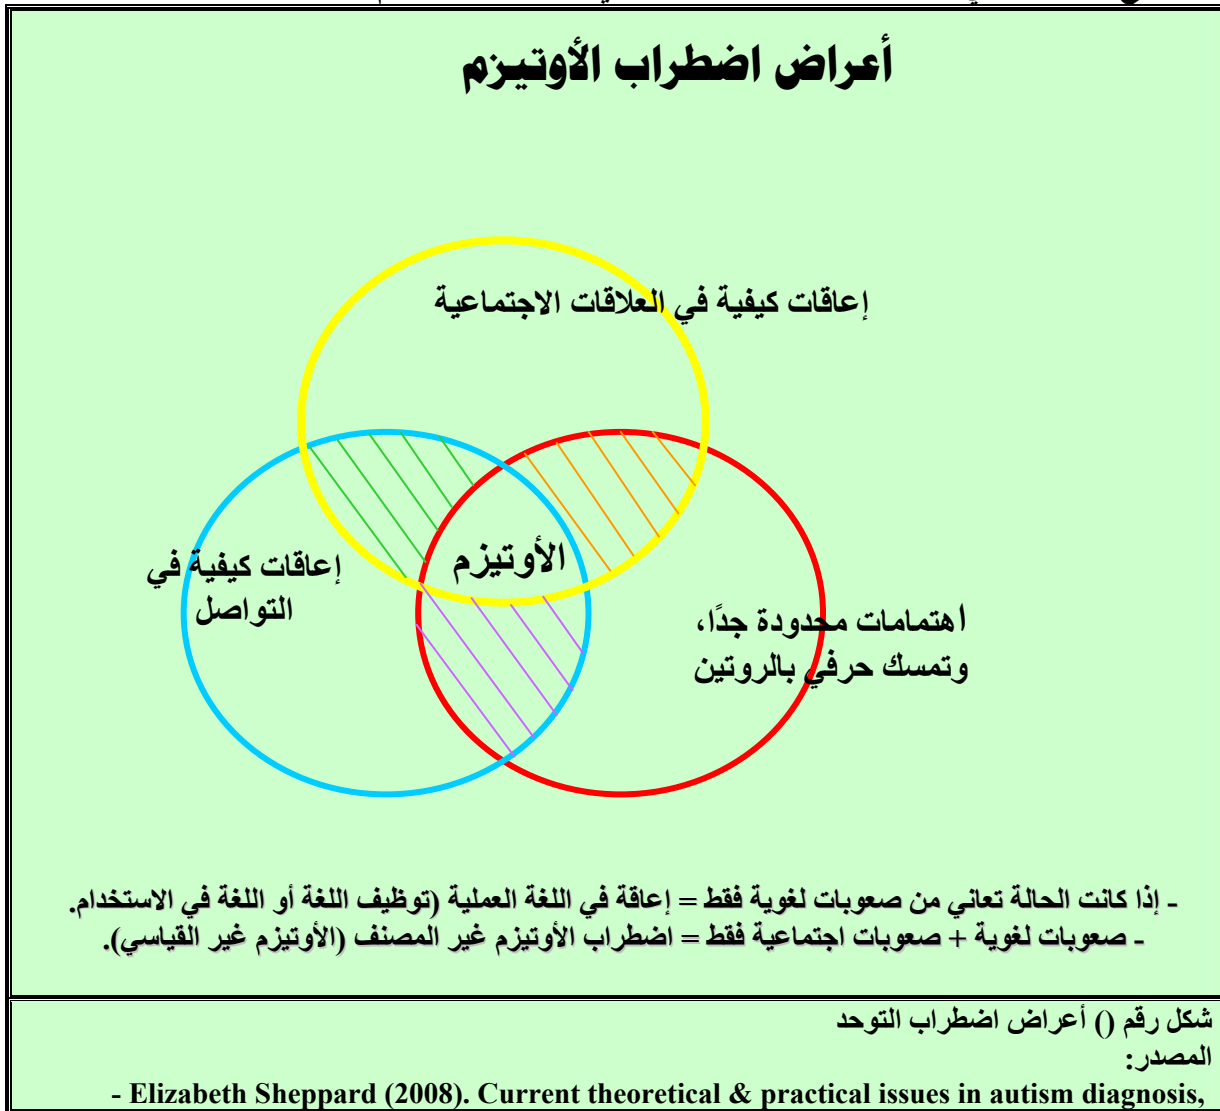 أعراض اضطراب الأوتيزم
إعاقات كيفية في العلاقات الاجتماعية
الأوتيزم
إعاقات كيفية في
التواصل
أهتمامات محدودة جدًا،
وتمسك حرفي بالروتين
- إذا كانت الحالة تعاني من صعوبات لغوية فقط = إعاقة في اللغة العملية (توظيف اللغة أو اللغة في الاستخدام.
- صعوبات لغوية + صعوبات اجتماعية فقط = اضطراب الأوتيزم غير المصنف (الأوتيزم غير القياسي).
شكل رقم () أعراض اضطراب التوحد
المصدر:
- Elizabeth Sheppard (2008). Current theoretical & practical issues in autism diagnosis,